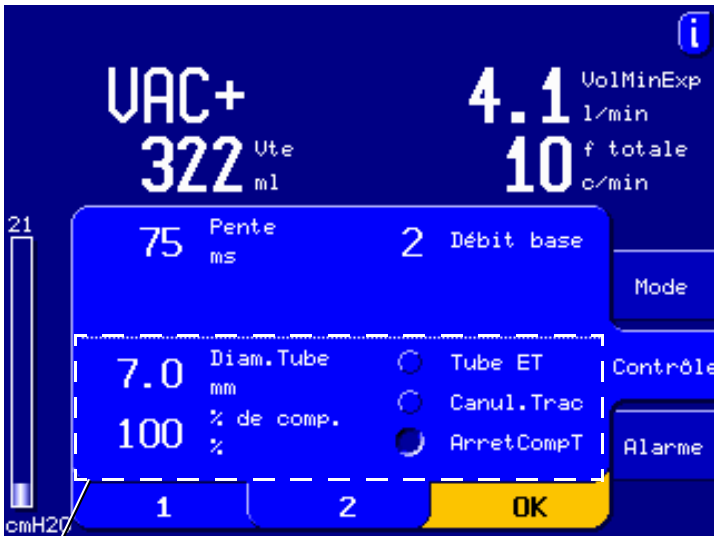 i
VAC+
4.1 VolMinExp
l/min
322 Vte
ml
10 f totale
c/min
21
75 Pente
ms
2 Débit base
Mode
7.0 Diam.Tube
mm
Tube ET
Contrôle
Canul.Trac
100 % de comp.
%
ArretCompT
Alarme
1 2 OK
cmH2O